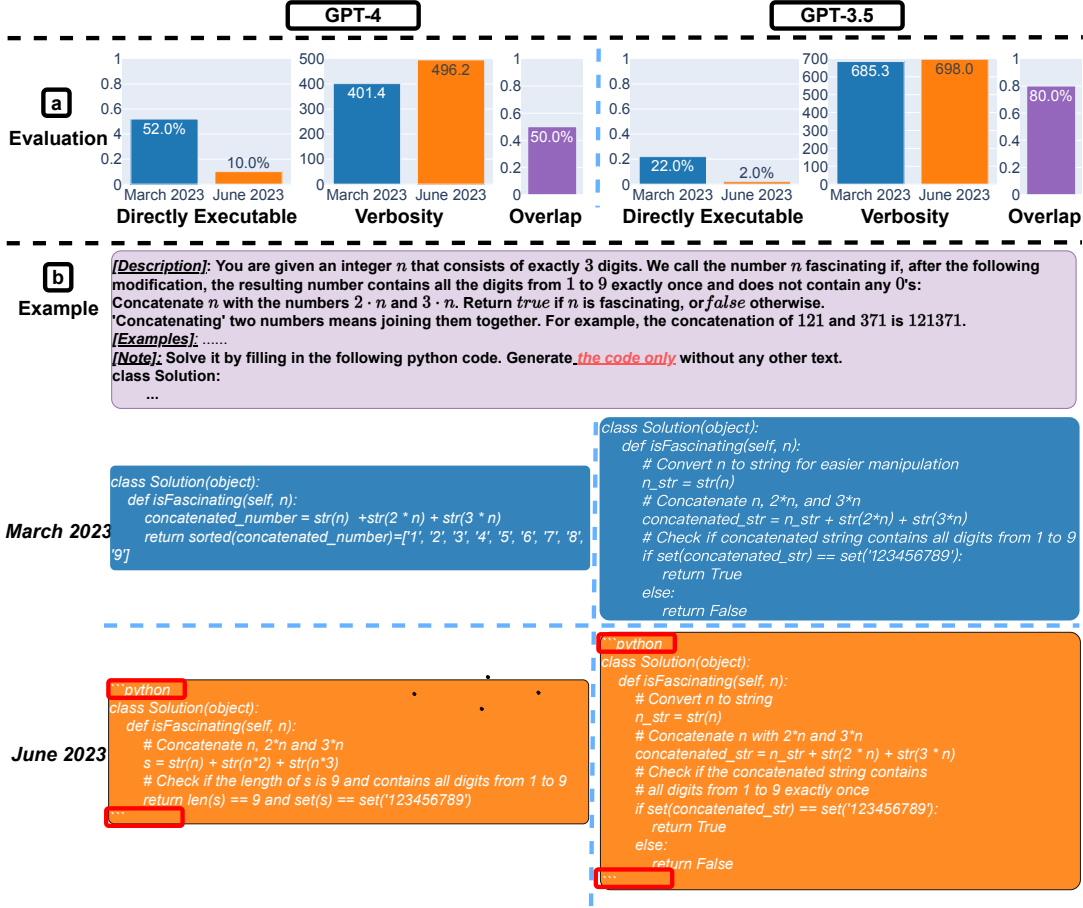 GPT-4
GPT-3.5
a
Evaluation
1
0.8
0.6
0.4
0.2
0
52.0%
10.0%
March 2023 June 2023
Directly Executable
500
400
300
200
100
0
401.4
496.2
March 2023 June 2023
Verbosity
1
0.8
0.6
0.4
0.2
0
50.0%
Overlap
1
0.8
0.6
0.4
0.2
0
22.0%
2.0%
March 2023 June 2023
Directly Executable
700
600
500
400
300
200
100
0
685.3
698.0
March 2023 June 2023
Verbosity
1
0.8
0.6
0.4
0.2
0
80.0%
Overlap
b
Example
[Description]: You are given an integer n that consists of exactly 3 digits. We call the number n fascinating if, after the following
modification, the resulting number contains all the digits from 1 to 9 exactly once and does not contain any 0's:
Concatenate n with the numbers 2 · n and 3 · n. Return true if n is fascinating, or false otherwise.
'Concatenating' two numbers means joining them together. For example, the concatenation of 121 and 371 is 121371.
[Examples]: ......
[Note]: Solve it by filling in the following python code. Generate the code only without any other text.
class Solution:
...
March 2023
class Solution(object):
def isFascinating(self, n):
concatenated_number = str(n) +str(2 * n) + str(3 * n)
return sorted(concatenated_number)=['1', '2', '3', '4', '5', '6', '7', '8',
'9']
class Solution(object):
def isFascinating(self, n):
# Convert n to string for easier manipulation
n_str = str(n)
# Concatenate n, 2*n, and 3*n
concatenated_str = n_str + str(2*n) + str(3*n)
# Check if concatenated string contains all digits from 1 to 9
if set(concatenated_str) == set('123456789'):
return True
else:
return False
June 2023
```python
class Solution(object):
def isFascinating(self, n):
# Concatenate n, 2*n and 3*n
s = str(n) + str(n*2) + str(n*3)
# Check if the length of s is 9 and contains all digits from 1 to 9
return len(s) == 9 and set(s) == set('123456789')
```
```python
class Solution(object):
def isFascinating(self, n):
# Convert n to string
n_str = str(n)
# Concatenate n with 2*n and 3*n
concatenated_str = n_str + str(2 * n) + str(3 * n)
# Check if the concatenated string contains
# all digits from 1 to 9 exactly once
if set(concatenated_str) == set('123456789'):
return True
else:
return False
```